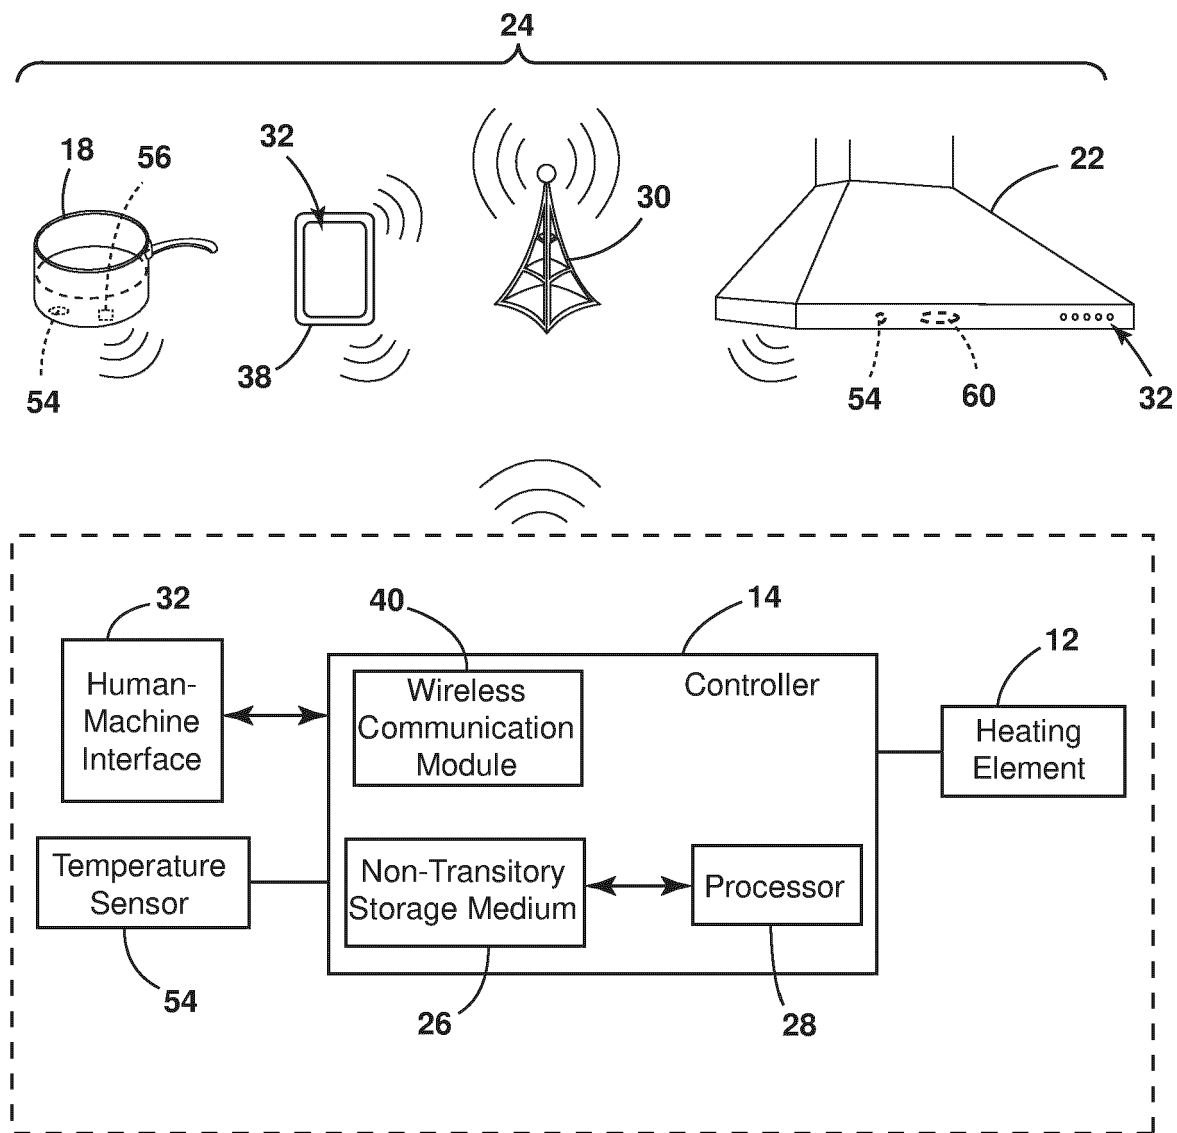 24
18
56
32
30
22
54
38
54
60
32
32
40
14
12
Human-
Machine
Interface
Wireless
Communication
Module
Controller
Heating
Element
Temperature
Sensor
Non-Transitory
Storage Medium
Processor
54
26
28